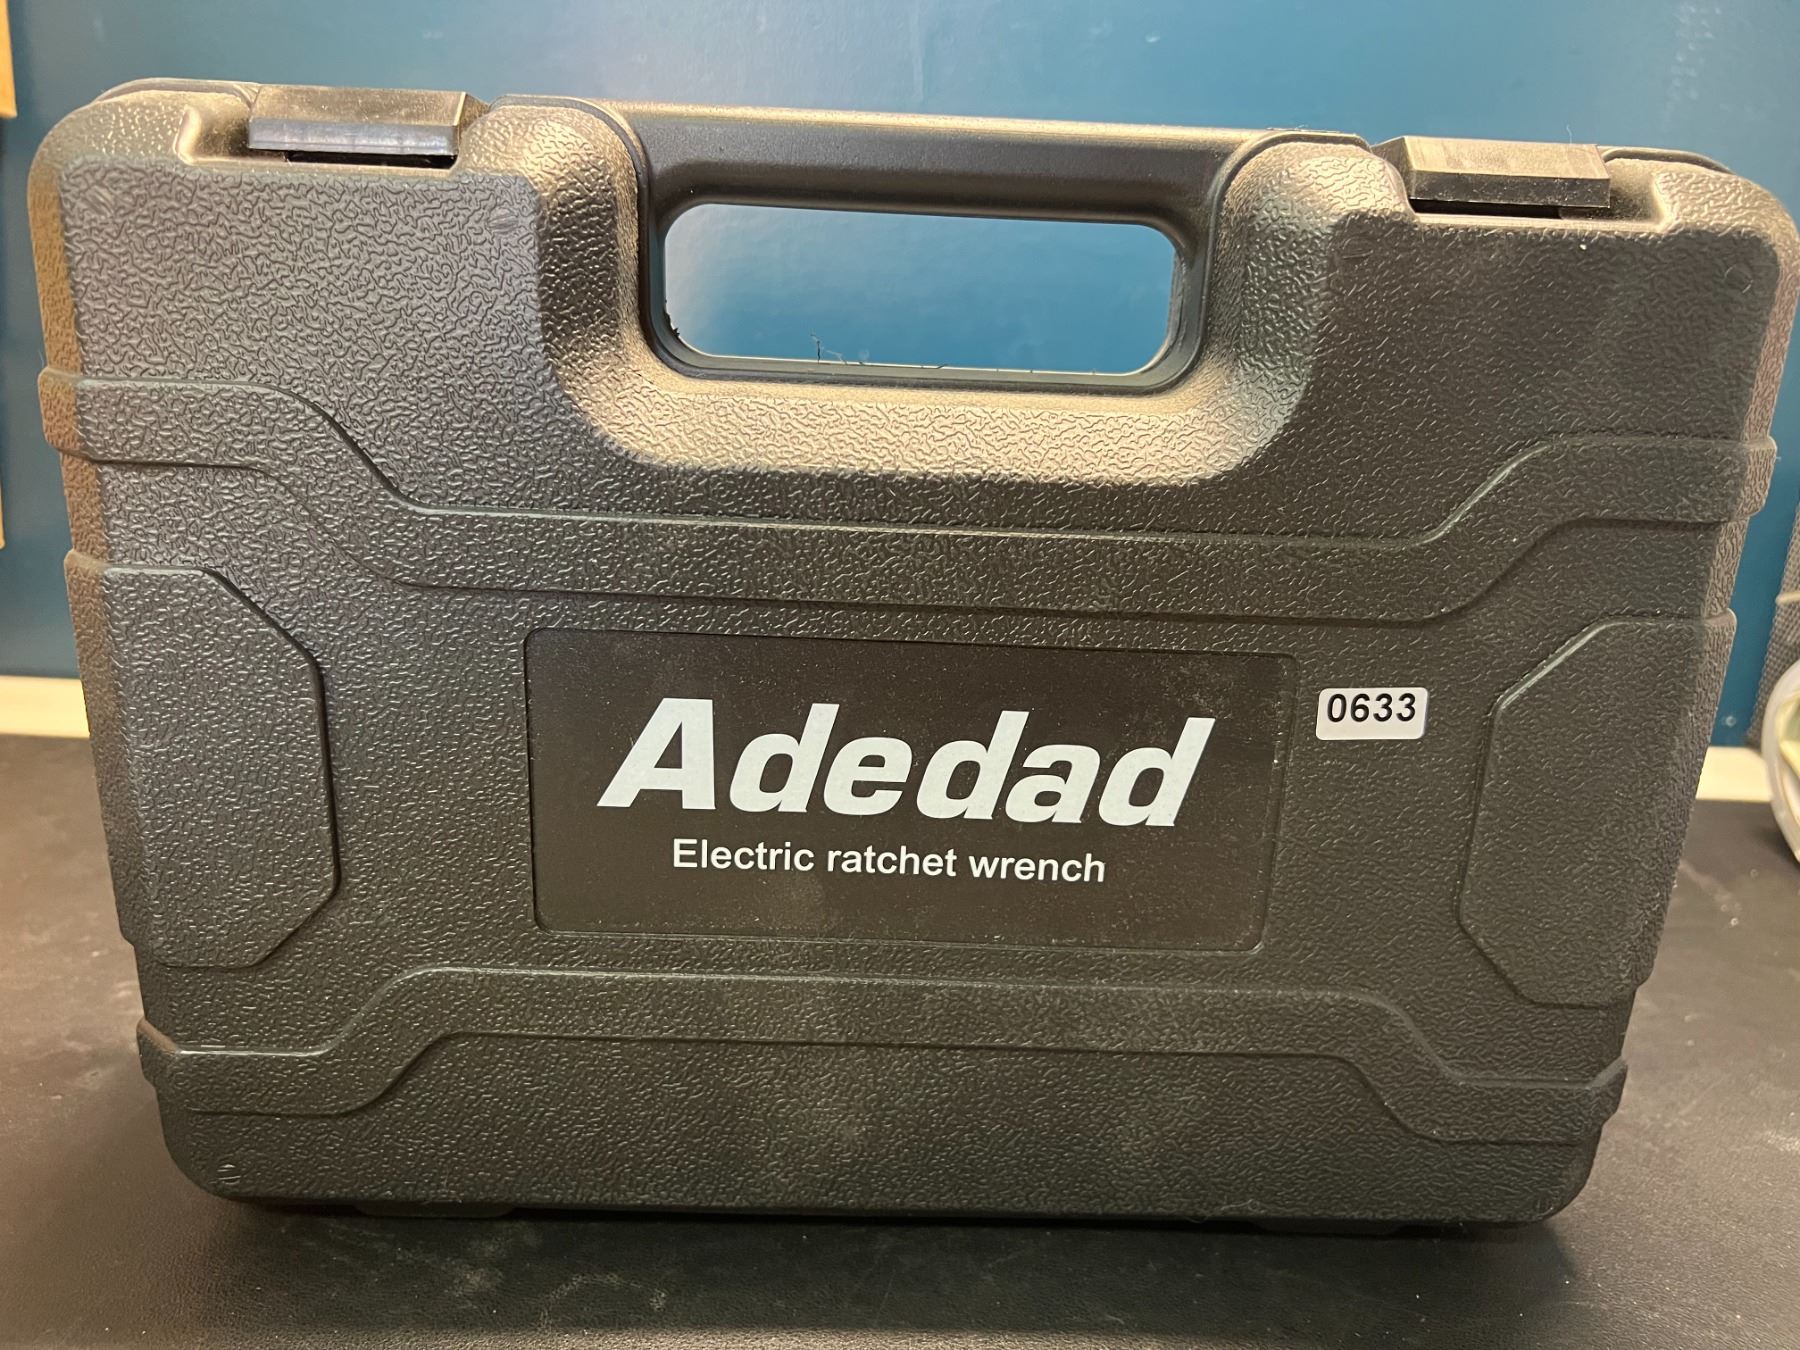 Adedad
Electric ratchet wrench
0633